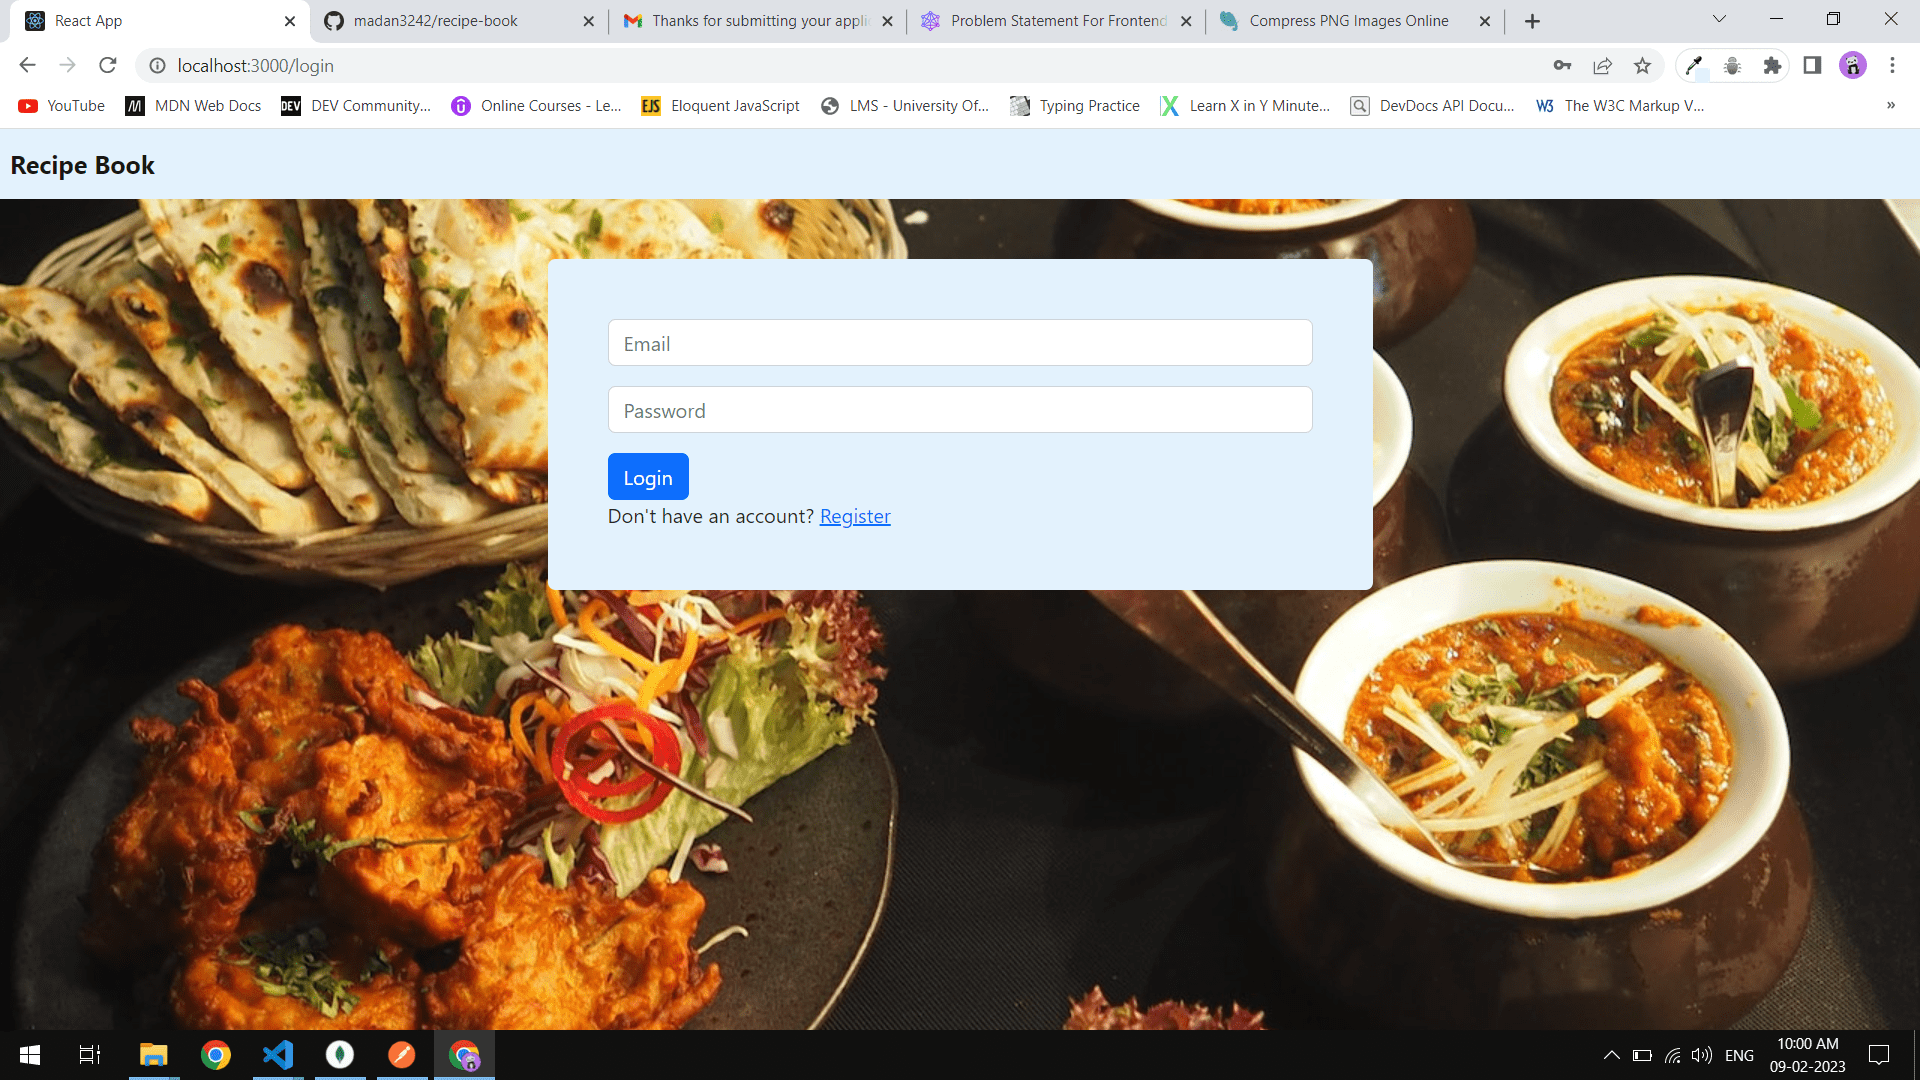 React App
madan3242/recipe-book
Thanks for submitting your applic
Problem Statement For Frontend
Compress PNG Images Online
localhost:3000/login
YouTube
MDN Web Docs
DEV Community...
Online Courses - Le...
Eloquent JavaScript
LMS - University Of...
Typing Practice
Learn X in Y Minute...
DevDocs API Docu...
The W3C Markup V...
»
Recipe Book
Email
Password
Login
Don't have an account? Register
ENG
10:00 AM
09-02-2023